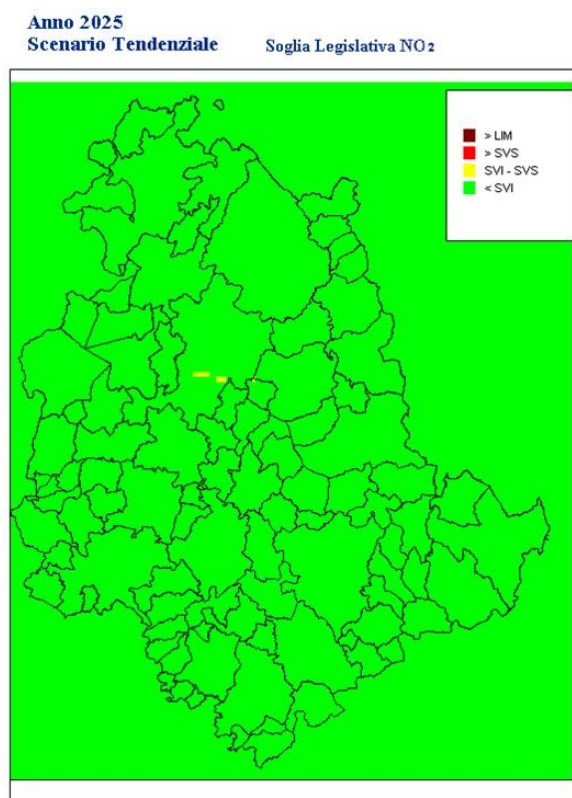 Anno 2025
Scenario Tendenziale Soglia Legislativa NO2
> LIM
> SVS
SVI - SVS
< SVI